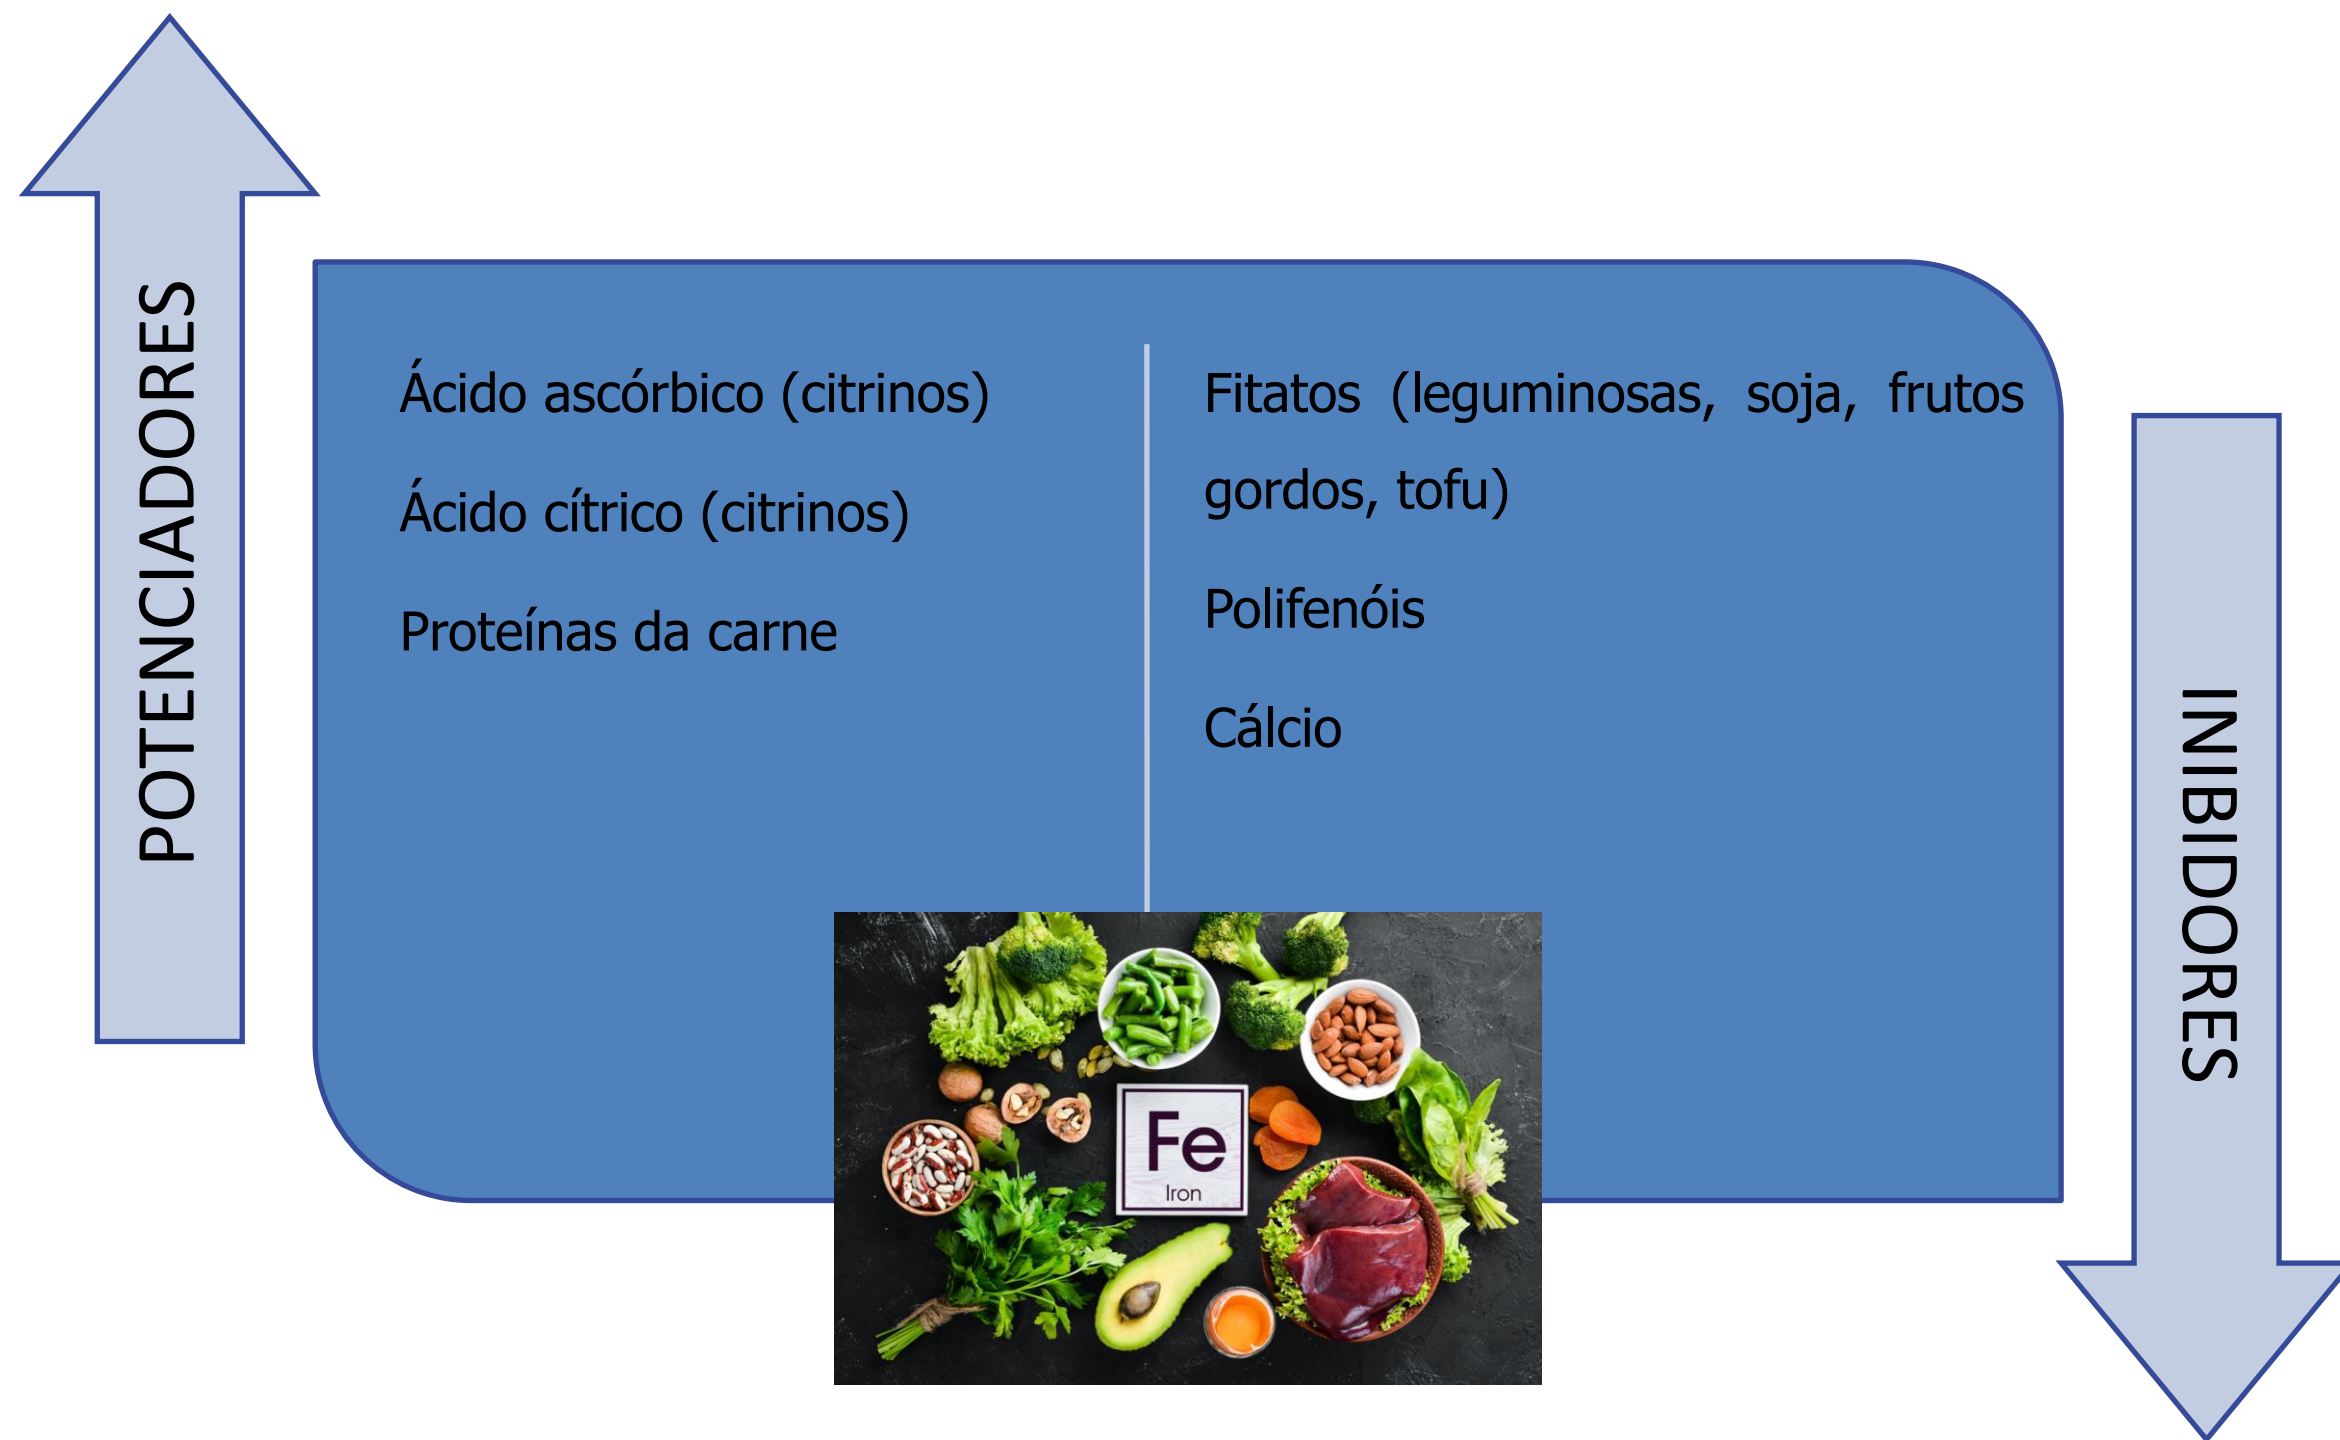 POTENCIADORES
Ácido ascórbico (citrinos)
Ácido cítrico (citrinos)
Proteínas da carne
Fitatos (leguminosas, soja, frutos
gordos, tofu)
Polifenóis
Cálcio
INIBIDORES
Fe
Iron